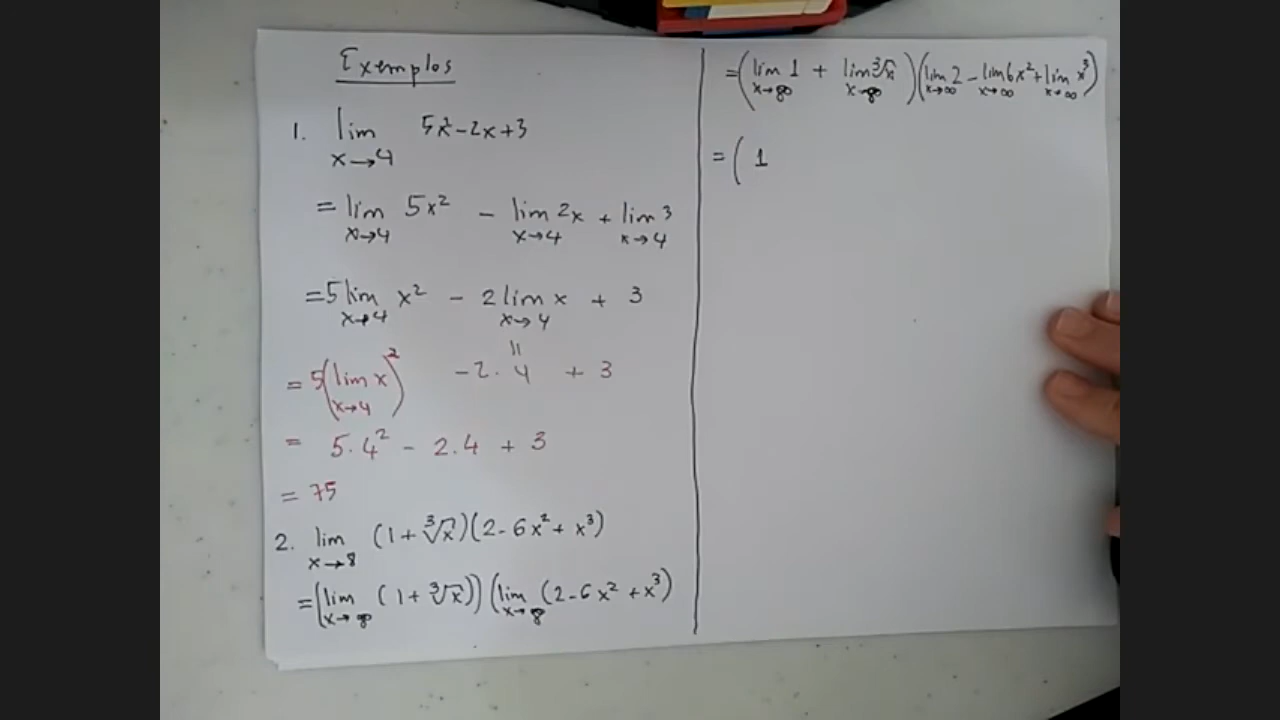 Exemplos
1. lim 5x²-2x+3
x→4
= lim 5x² - lim 2x + lim 3
x→4 x→4 x→4
=5 lim x² - 2 lim x + 3
x→4 x→4
= 5(lim x)² -2. 4 + 3
x→4
= 5.4² - 2.4 + 3
= 75
2. lim (1+∛x)(2-6x²+x³)
x→8
=(lim (1+∛x))(lim (2-6x²+x³)
x→8 x→8
=(lim 1 + lim ∛x)(lim 2 - lim 6x²+lim x³)
x→8 x→8 x→∞ x→∞ x→∞
= ( 1